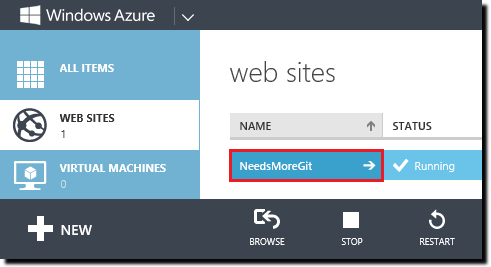 Windows Azure
ALL ITEMS
WEB SITES
1
VIRTUAL MACHINES
0
web sites
NAME STATUS
NeedsMoreGit Running
NEW
BROWSE STOP RESTART